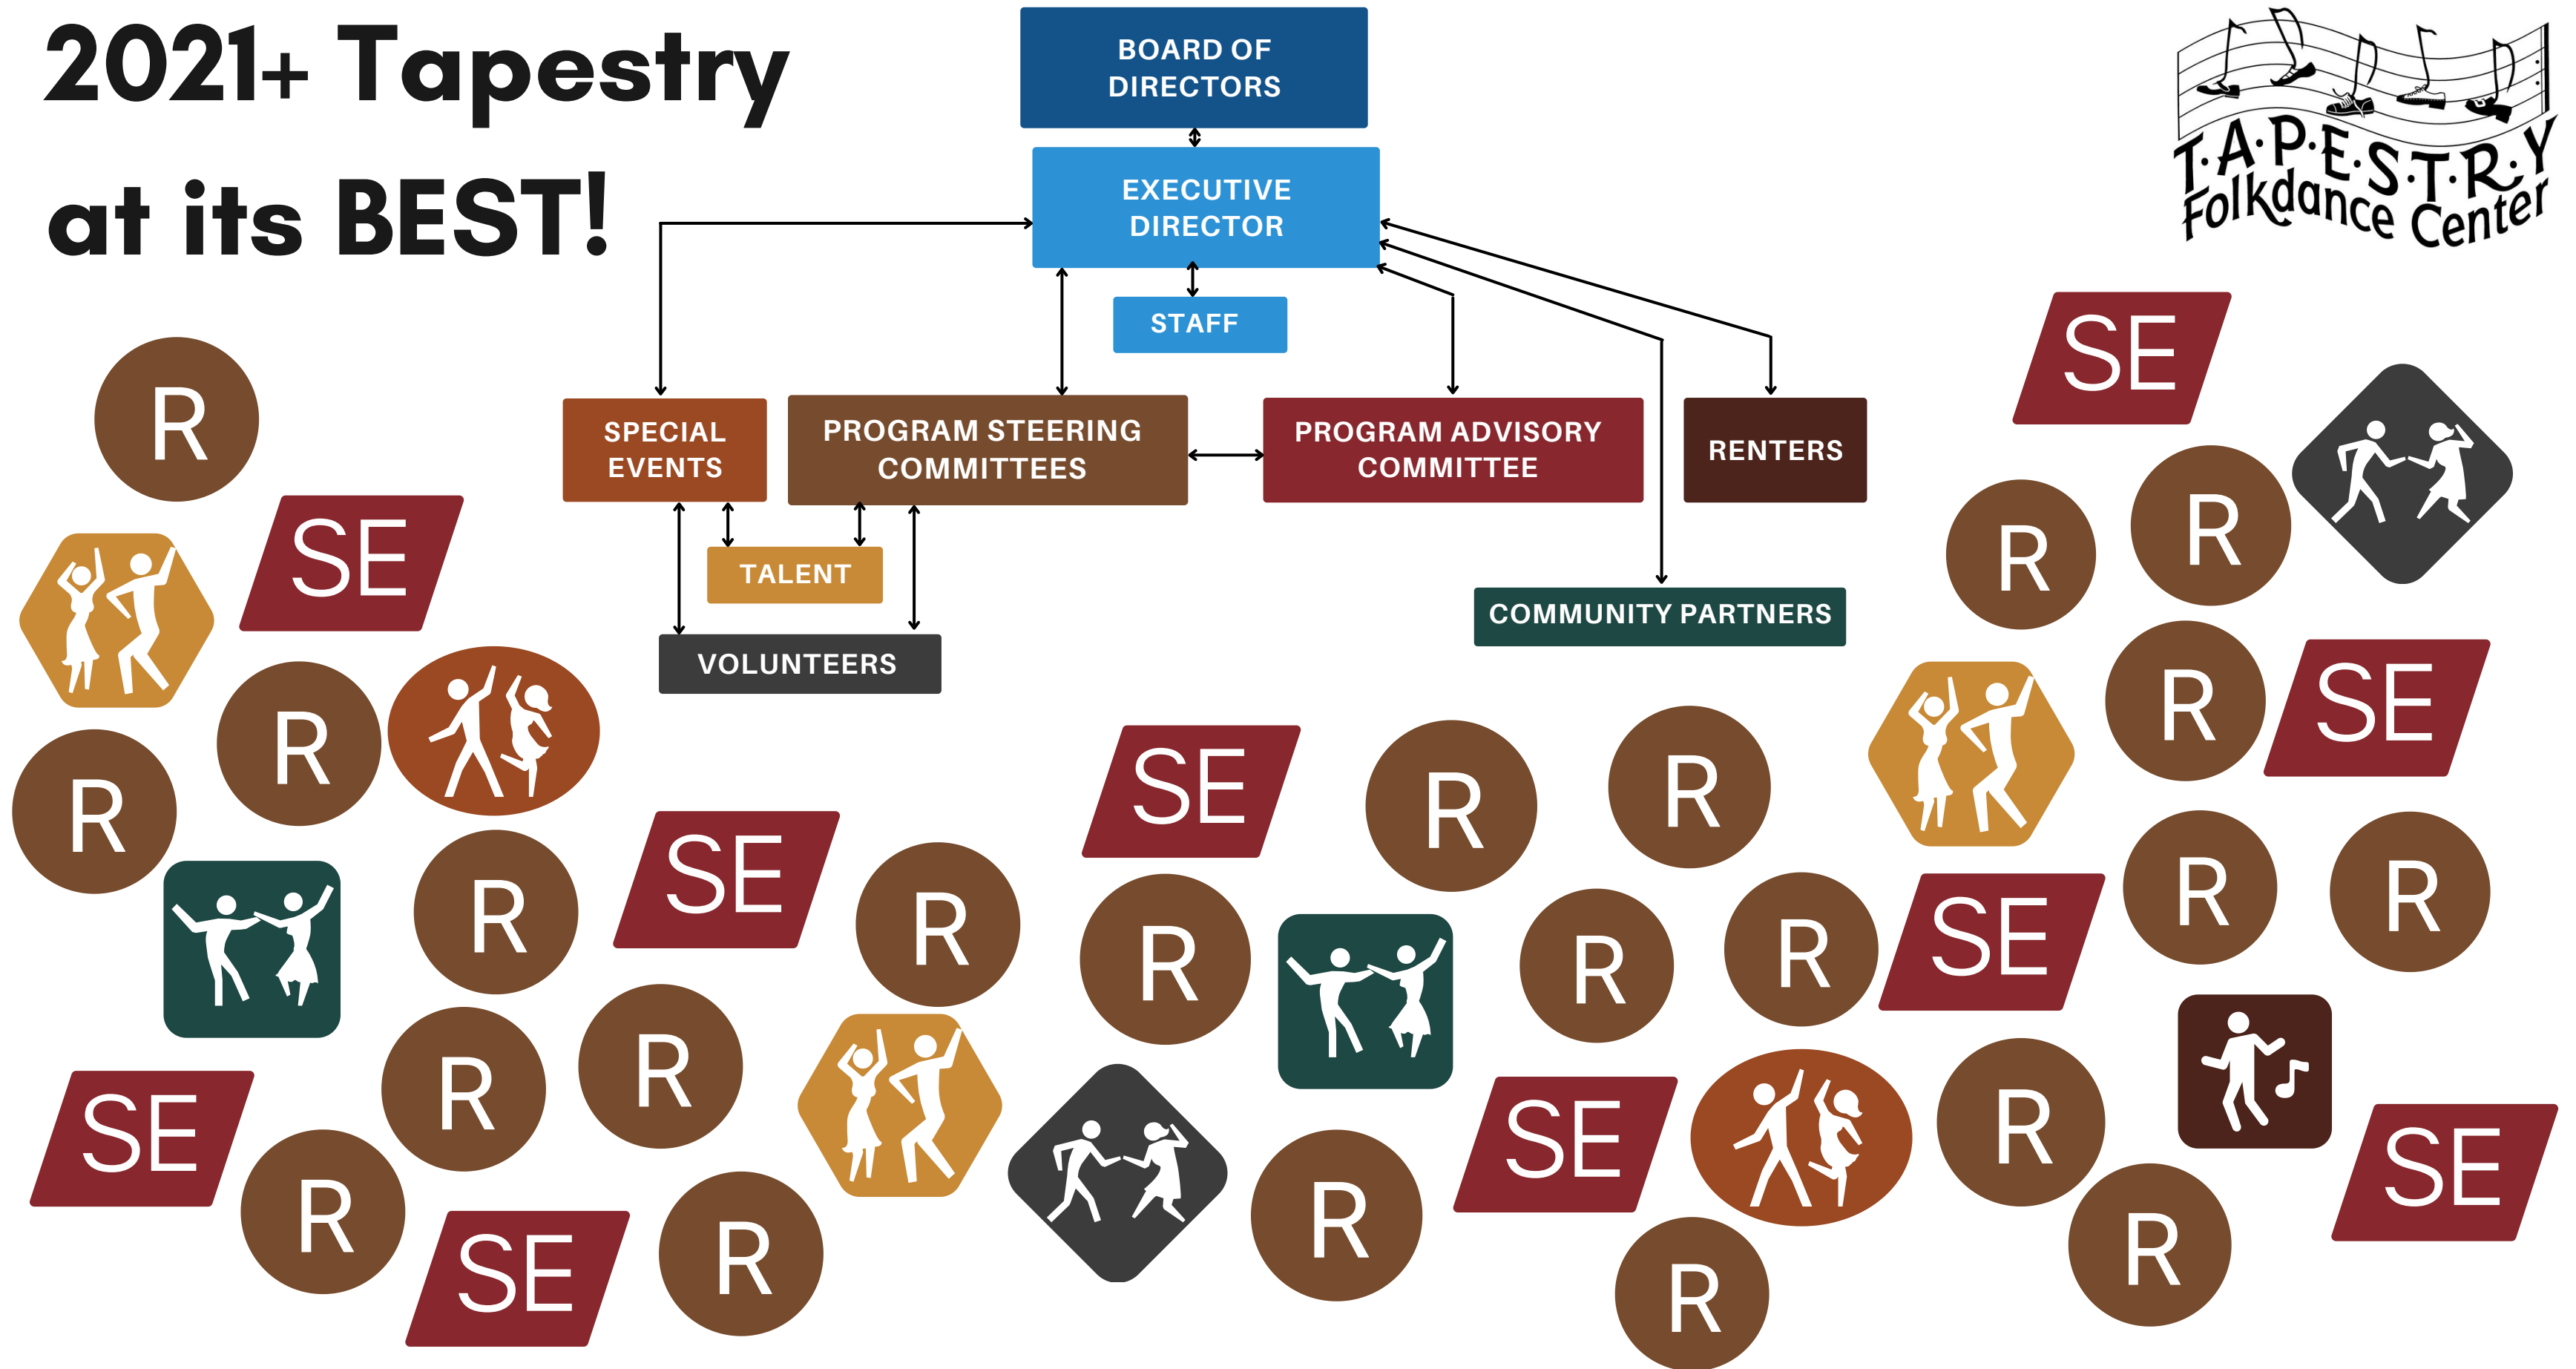 2021+ Tapestry
at its BEST!
BOARD OF
DIRECTORS
EXECUTIVE
DIRECTOR
STAFF
T·A·P·E·S·T·R·Y
Folkdance Center
SPECIAL
EVENTS
PROGRAM STEERING
COMMITTEES
PROGRAM ADVISORY
COMMITTEE
RENTERS
TALENT
VOLUNTEERS
COMMUNITY PARTNERS
R
SE
R
R
R
SE
R
R
R
SE
R
SE
R
SE
R
R
R
R
R
SE
R
R
SE
R
R
R
SE
R
R
SE
R
R
SE
R